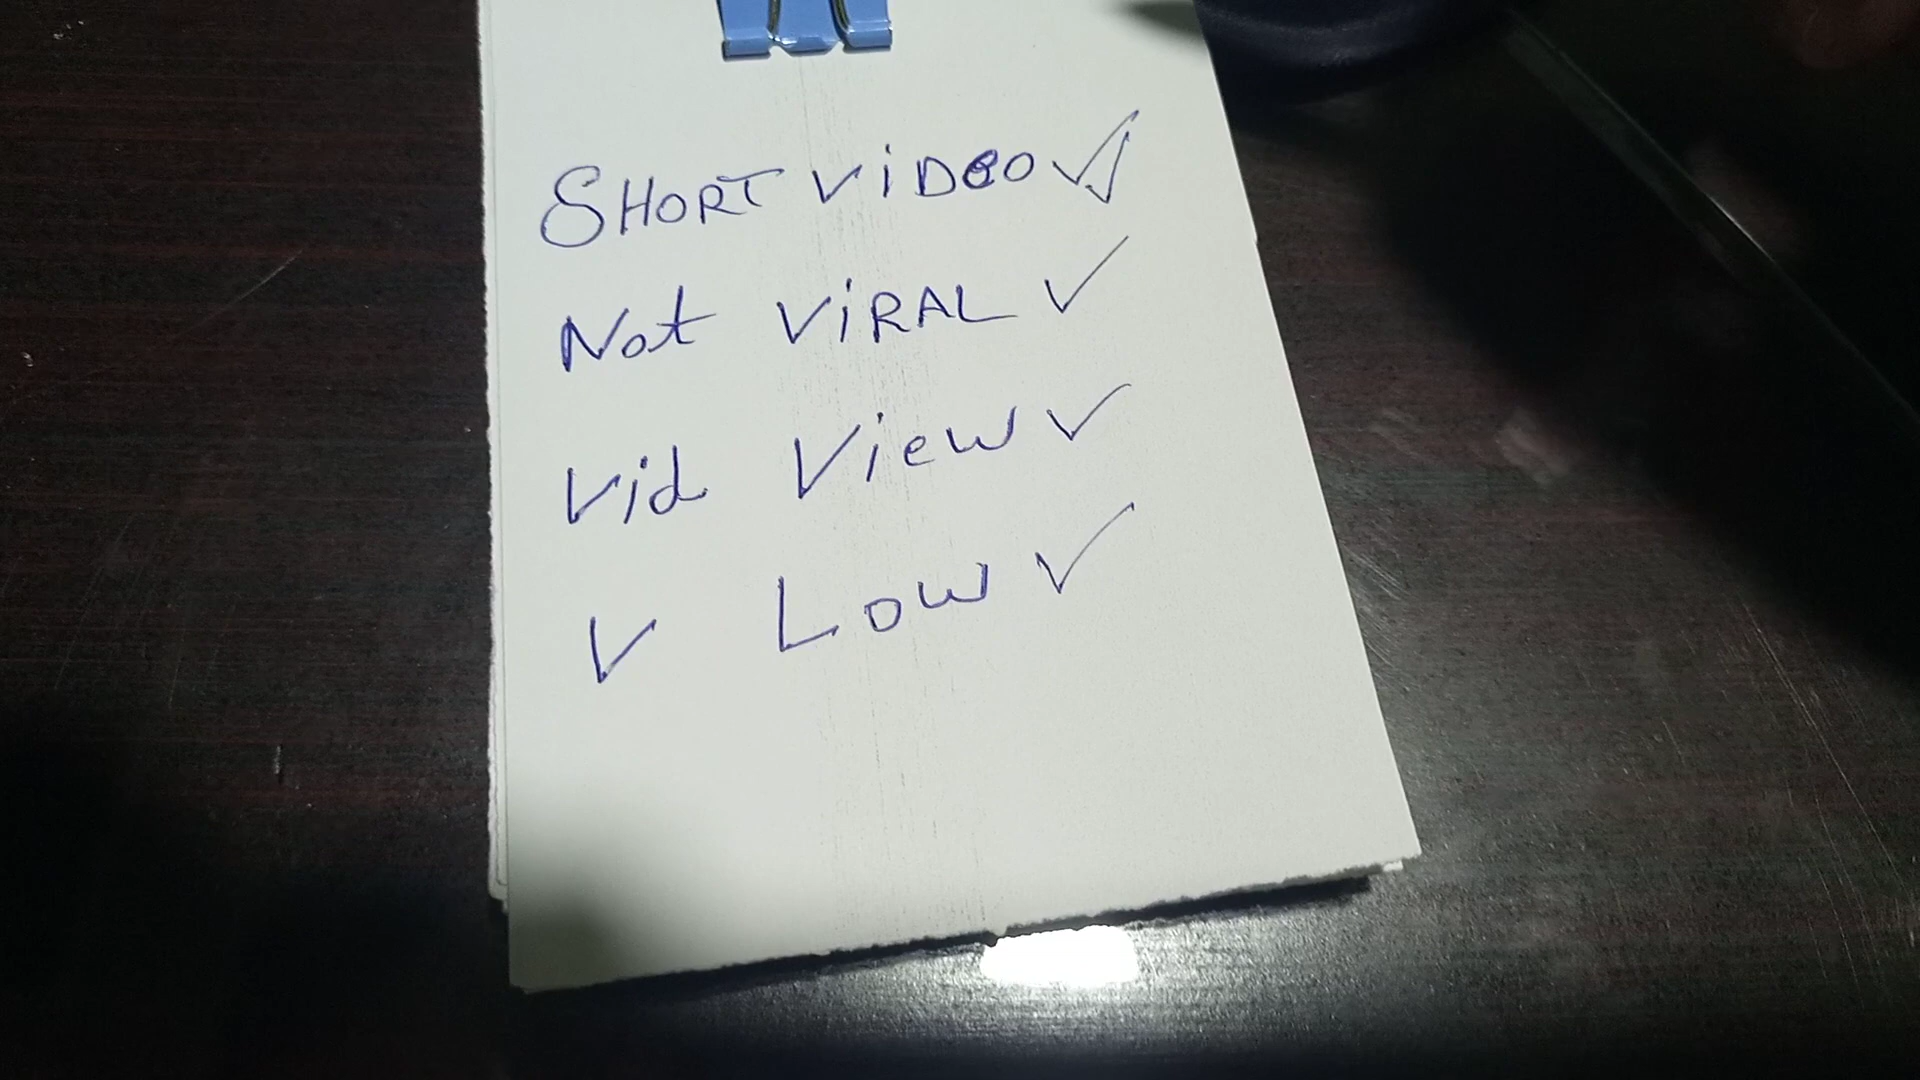 SHORT ViDeO ✓✓
Not ViRAL ✓
Vid View ✓
V Low ✓